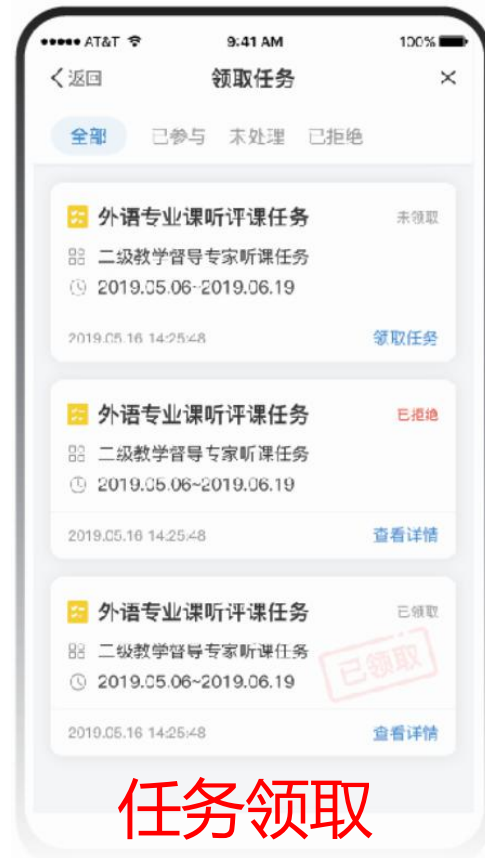 AT&T 9:41 AM 100%
返回 领取任务
全部 已参与 未处理 已拒绝
外语专业课听评课任务 未领取
二级教学督导专家听课任务
2019.05.06~2019.06.19
2019.05.16 14:25:48 领取任务
外语专业课听评课任务 已拒绝
二级教学督导专家听课任务
2019.05.06~2019.06.19
2019.05.16 14:25:48 查看详情
外语专业课听评课任务 已领取
二级教学督导专家听课任务
已领取
2019.05.06~2019.06.19
2019.05.16 14:25:48 查看详情
任务领取